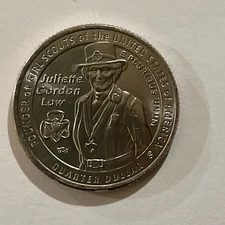 FOUNDER OF GIRL SCOUTS OF THE UNITED STATES OF AMERICA
E PLURIBUS UNUM
Juliette
Gordon
Low
QUARTER DOLLAR